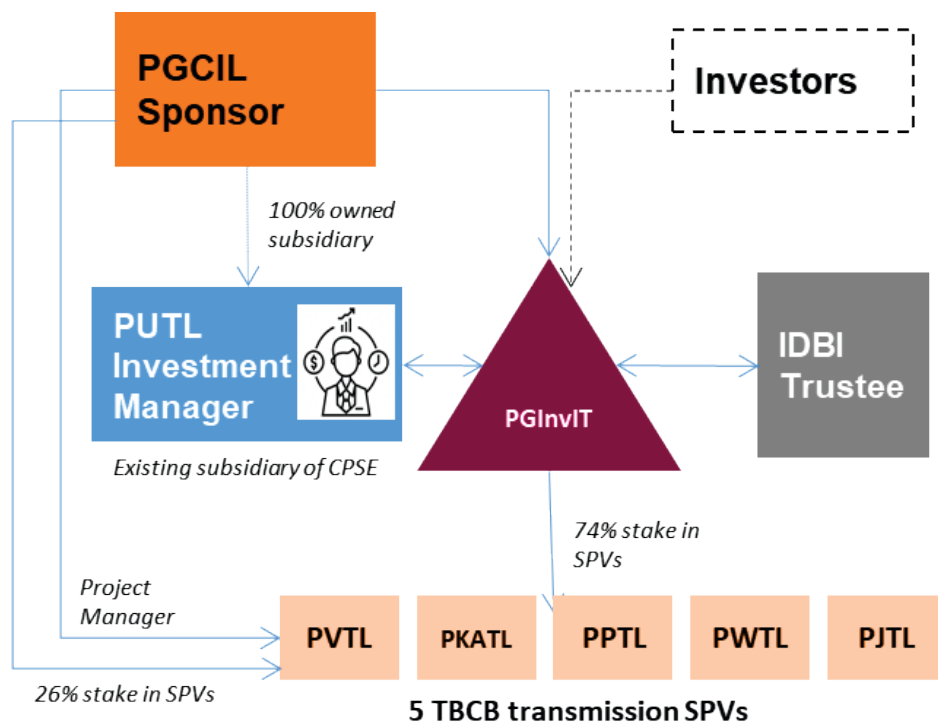 PGCIL
Sponsor
Investors
100% owned
subsidiary
PUTL
Investment
Manager
$
IDBI
Trustee
PGInvIT
Existing subsidiary of CPSE
74% stake in
SPVs
Project
Manager
PVTL
PKATL
PPTL
PWTL
PJTL
26% stake in SPVs
5 TBCB transmission SPVs